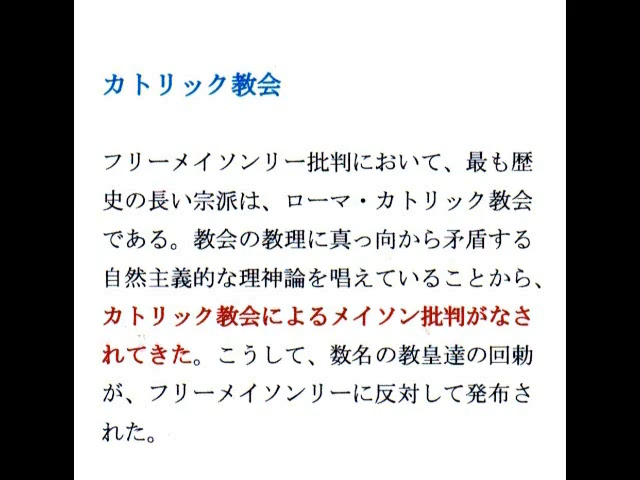 カトリック教会
フリーメイソンリー批判において、最も歴
史の長い宗派は、ローマ・カトリック教会
である。教会の教理に真っ向から矛盾する
自然主義的な理神論を唱えていることから、
カトリック教会によるメイソン批判がなさ
れてきた。こうして、数名の教皇達の回勅
が、フリーメイソンリーに反対して発布さ
れた。